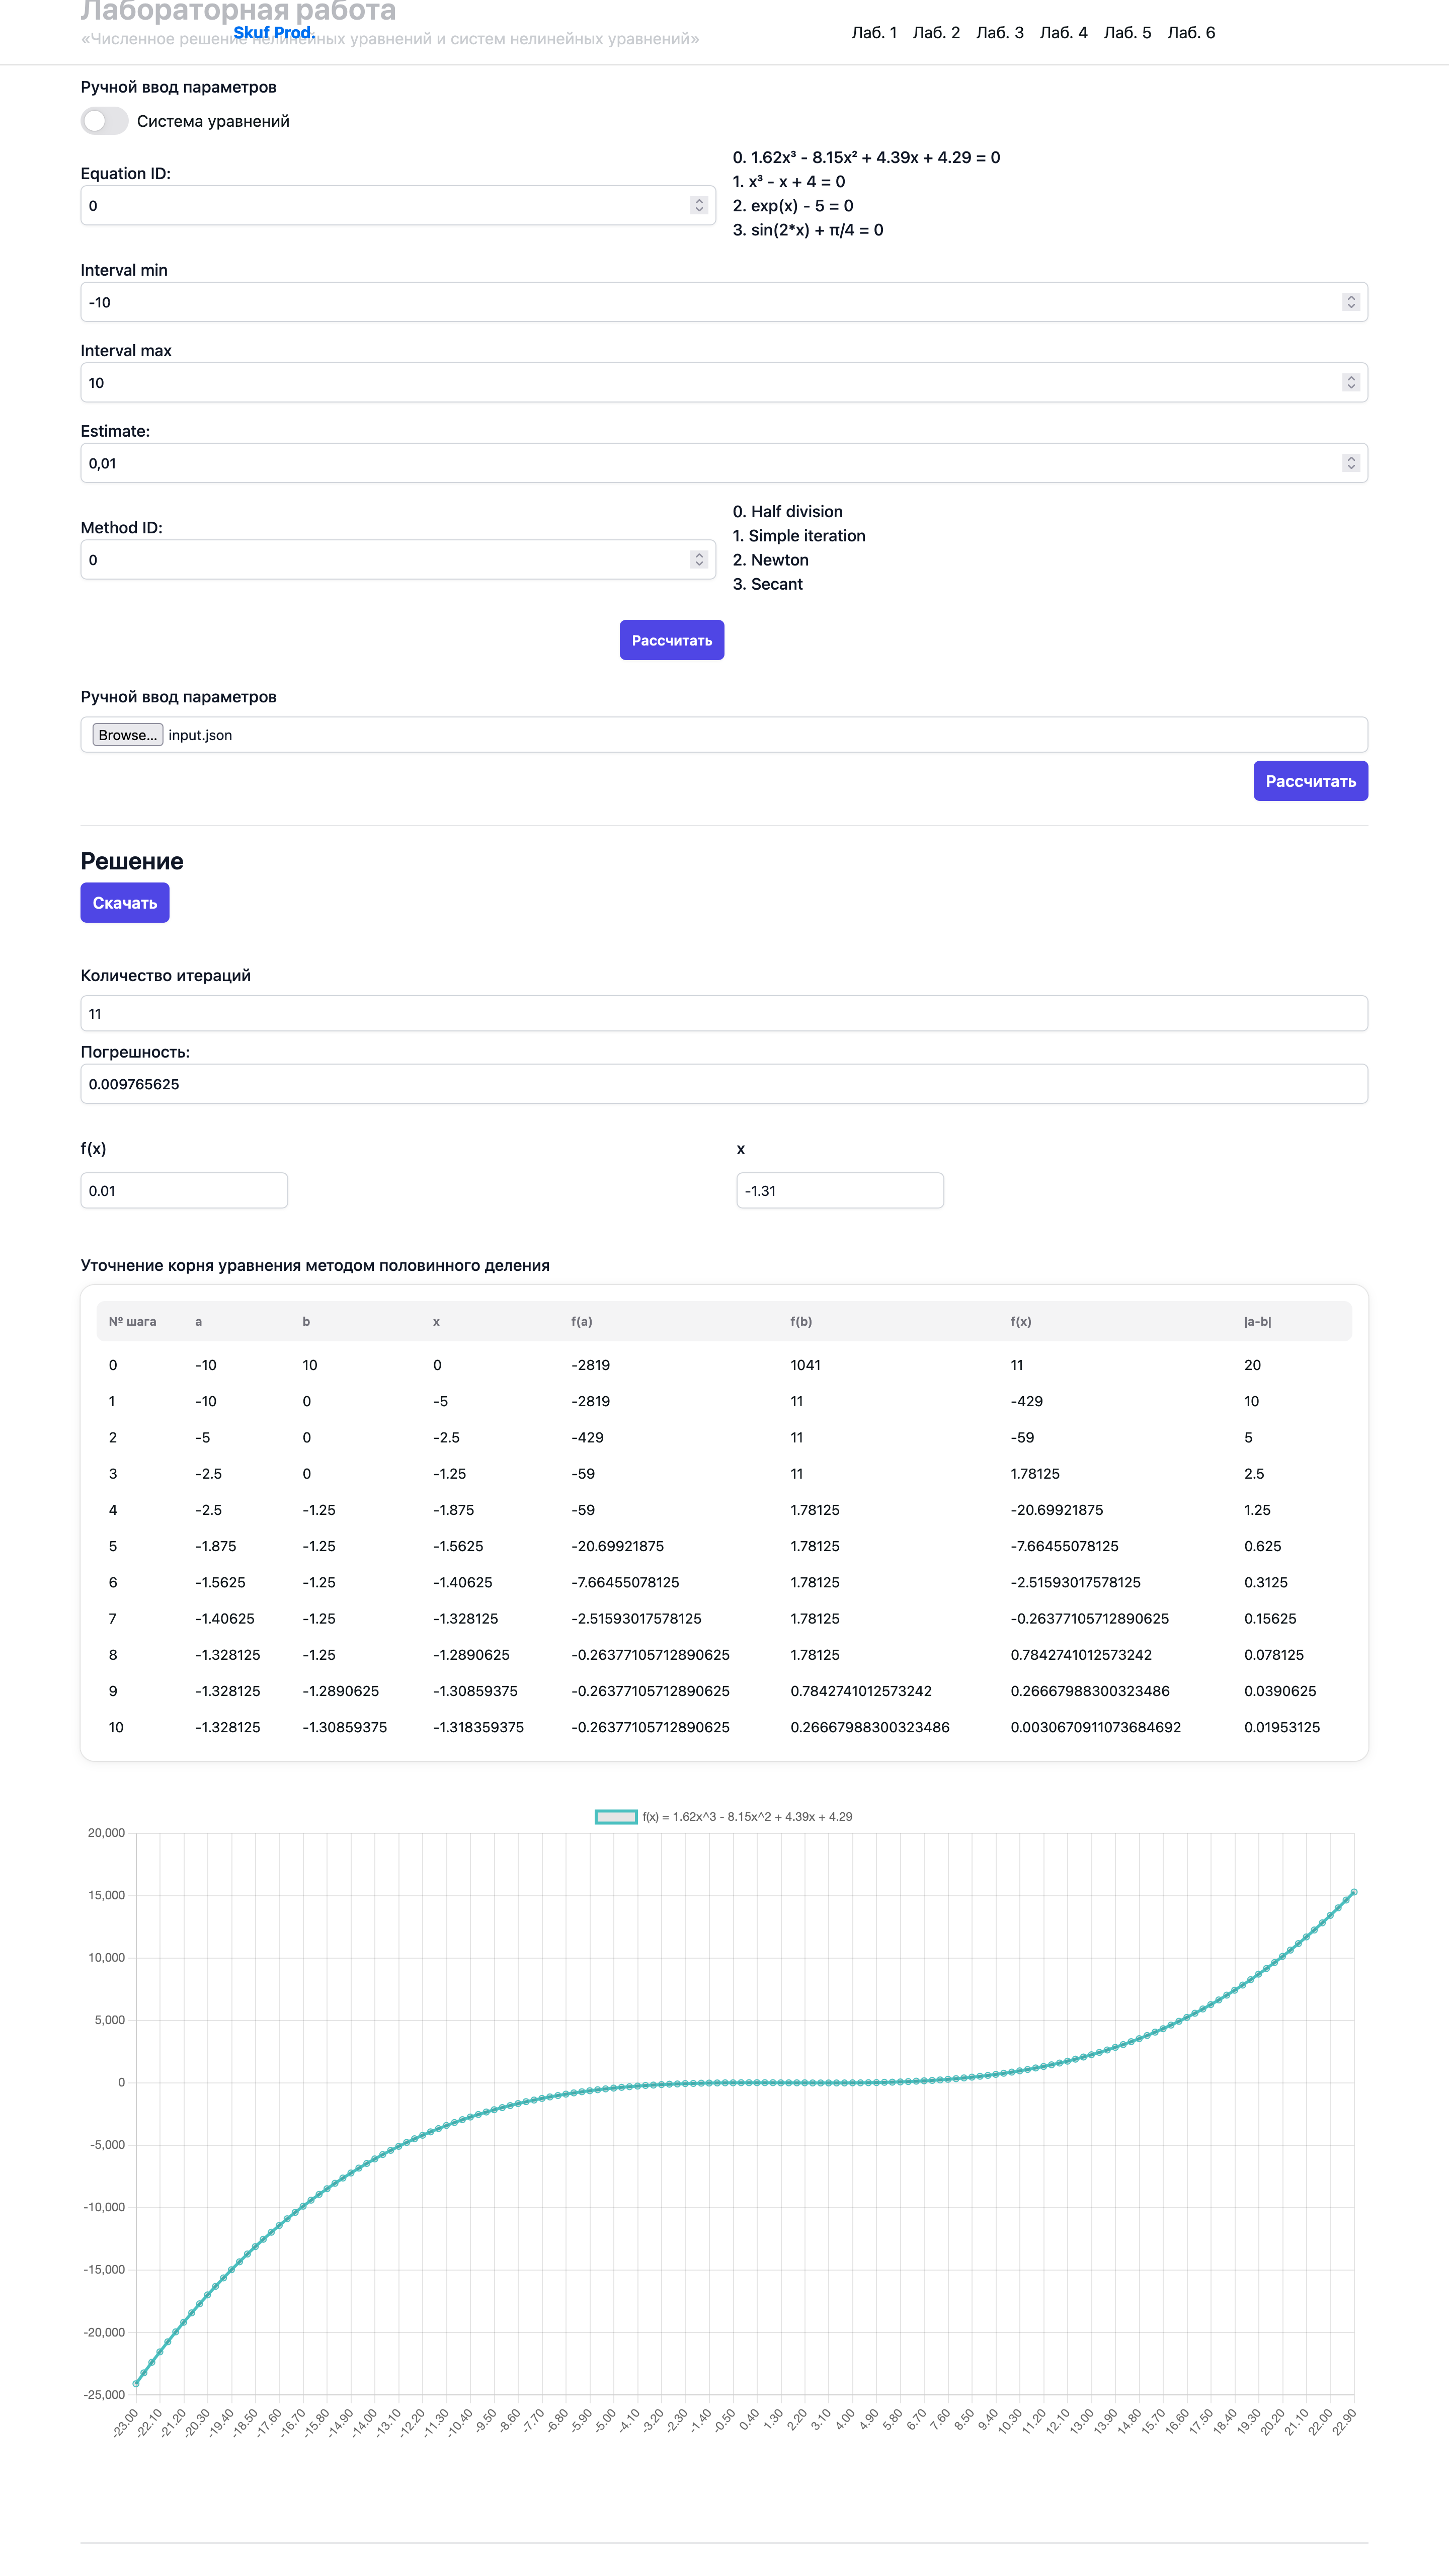 Лабораторная работа
Skuf Prod.
«Численное решение нелинейных уравнений и систем нелинейных уравнений»
Лаб. 1 Лаб. 2 Лаб. 3 Лаб. 4 Лаб. 5 Лаб. 6
Ручной ввод параметров
Система уравнений
Equation ID:
0
0. 1.62x³ - 8.15x² + 4.39x + 4.29 = 0
1. x³ - x + 4 = 0
2. exp(x) - 5 = 0
3. sin(2*x) + π/4 = 0
Interval min
-10
Interval max
10
Estimate:
0,01
Method ID:
0
0. Half division
1. Simple iteration
2. Newton
3. Secant
Рассчитать
Ручной ввод параметров
Browse... input.json
Рассчитать
Решение
Скачать
Количество итераций
11
Погрешность:
0.009765625
f(x) x
0.01 -1.31
Уточнение корня уравнения методом половинного деления
№ шага a b x f(a) f(b) f(x) |a-b|
0 -10 10 0 -2819 1041 11 20
1 -10 0 -5 -2819 11 -429 10
2 -5 0 -2.5 -429 11 -59 5
3 -2.5 0 -1.25 -59 11 1.78125 2.5
4 -2.5 -1.25 -1.875 -59 1.78125 -20.69921875 1.25
5 -1.875 -1.25 -1.5625 -20.69921875 1.78125 -7.66455078125 0.625
6 -1.5625 -1.25 -1.40625 -7.66455078125 1.78125 -2.51593017578125 0.3125
7 -1.40625 -1.25 -1.328125 -2.51593017578125 1.78125 -0.26377105712890625 0.15625
8 -1.328125 -1.25 -1.2890625 -0.26377105712890625 1.78125 0.7842741012573242 0.078125
9 -1.328125 -1.2890625 -1.30859375 -0.26377105712890625 0.7842741012573242 0.26667988300323486 0.0390625
10 -1.328125 -1.30859375 -1.318359375 -0.26377105712890625 0.26667988300323486 0.0030670911073684692 0.01953125
f(x) = 1.62x^3 - 8.15x^2 + 4.39x + 4.29
20,000
15,000
10,000
5,000
0
-5,000
-10,000
-15,000
-20,000
-25,000
-23.00 -22.10 -21.20 -20.30 -19.40 -18.50 -17.60 -16.70 -15.80 -14.90 -14.00 -13.10 -12.20 -11.30 -10.40 -9.50 -8.60 -7.70 -6.80 -5.90 -5.00 -4.10 -3.20 -2.30 -1.40 -0.50 0.40 1.30 2.20 3.10 4.00 4.90 5.80 6.70 7.60 8.50 9.40 10.30 11.20 12.10 13.00 13.90 14.80 15.70 16.60 17.50 18.40 19.30 20.20 21.10 22.00 22.90